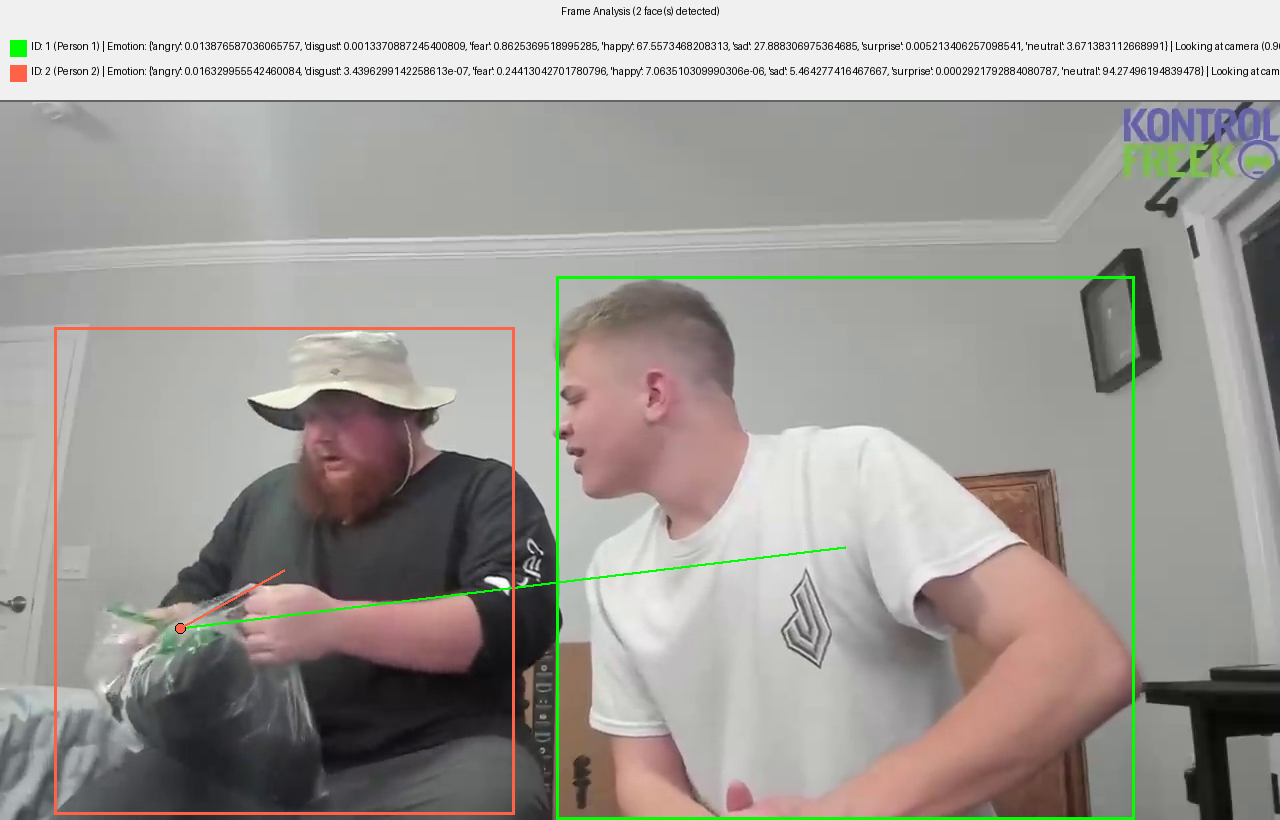 Frame Analysis (2 face(s) detected)
ID: 1 (Person 1) | Emotion: {'angry': 0.013876587036065757, 'disgust': 0.0013370887245400809, 'fear': 0.8625369518995285, 'happy': 67.5573468208313, 'sad': 27.888306975364685, 'surprise': 0.005213406257098541, 'neutral': 3.671383112668991} | Looking at camera (0.9
ID: 2 (Person 2) | Emotion: {'angry': 0.016329955542460084, 'disgust': 3.4396299142258613e-07, 'fear': 0.24413042701780796, 'happy': 7.063510309990306e-06, 'sad': 5.464277416467667, 'surprise': 0.0002921792884080787, 'neutral': 94.27496194839478} | Looking at cam
KONTROL
FREEK